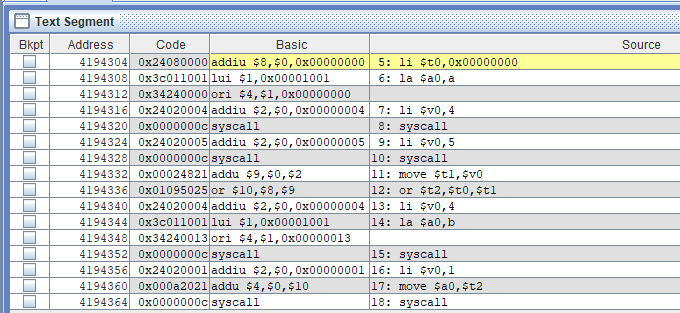 Text Segment
Bkpt Address Code Basic Source
4194304 0x24080000 addiu $8,$0,0x00000000 5: li $t0,0x00000000
4194308 0x3c011001 lui $1,0x00001001 6: la $a0,a
4194312 0x34240000 ori $4,$1,0x00000000
4194316 0x24020004 addiu $2,$0,0x00000004 7: li $v0,4
4194320 0x0000000c syscall 8: syscall
4194324 0x24020005 addiu $2,$0,0x00000005 9: li $v0,5
4194328 0x0000000c syscall 10: syscall
4194332 0x00024821 addu $9,$0,$2 11: move $t1,$v0
4194336 0x01095025 or $10,$8,$9 12: or $t2,$t0,$t1
4194340 0x24020004 addiu $2,$0,0x00000004 13: li $v0,4
4194344 0x3c011001 lui $1,0x00001001 14: la $a0,b
4194348 0x34240013 ori $4,$1,0x00000013
4194352 0x0000000c syscall 15: syscall
4194356 0x24020001 addiu $2,$0,0x00000001 16: li $v0,1
4194360 0x000a2021 addu $4,$0,$10 17: move $a0,$t2
4194364 0x0000000c syscall 18: syscall